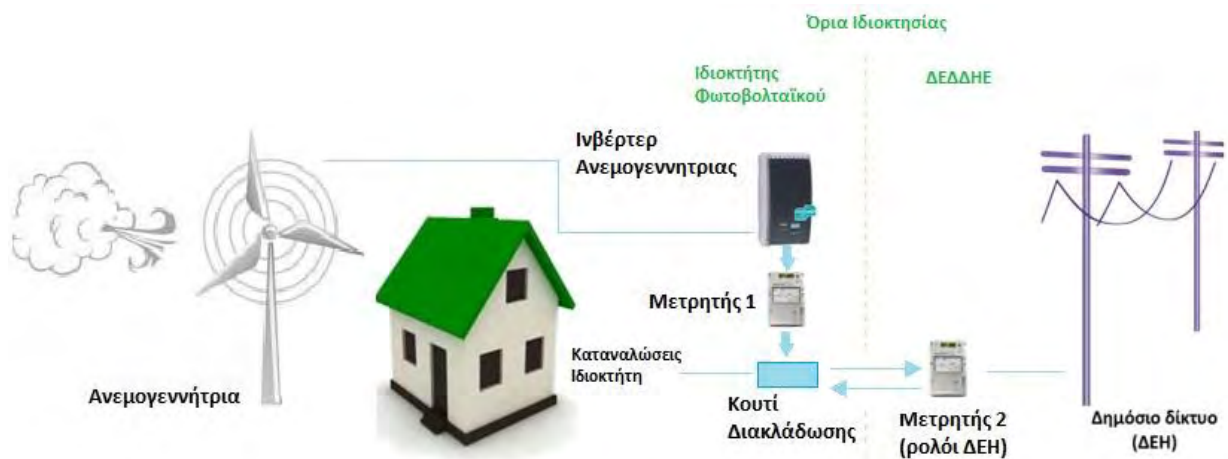 Όρια Ιδιοκτησίας
Ιδιοκτήτης
Φωτοβολταϊκού
ΔΕΔΔΗΕ
Ινβέρτερ
Ανεμογεννητριας
Μετρητής 1
Καταναλώσεις
Ιδιοκτήτη
Ανεμογεννήτρια
Κουτί
Διακλάδωσης
Μετρητής 2
(ρολόι ΔΕΗ)
Δημόσιο δίκτυο
(ΔΕΗ)